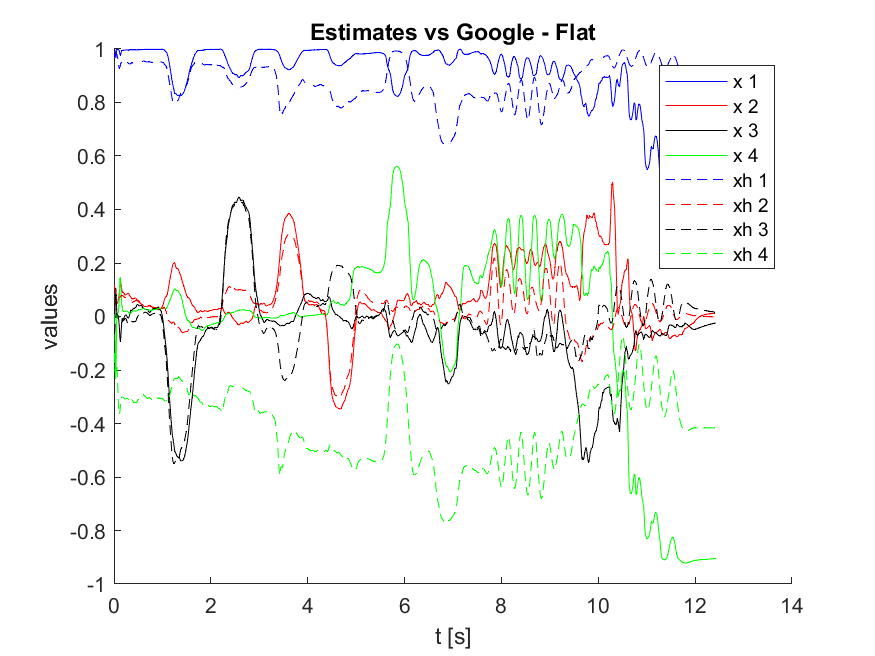 Estimates vs Google - Flat
1
0.8
0.6
0.4
0.2
0
-0.2
-0.4
-0.6
-0.8
-1
values
x 1
x 2
x 3
x 4
xh 1
xh 2
xh 3
xh 4
0 2 4 6 8 10 12 14
t [s]